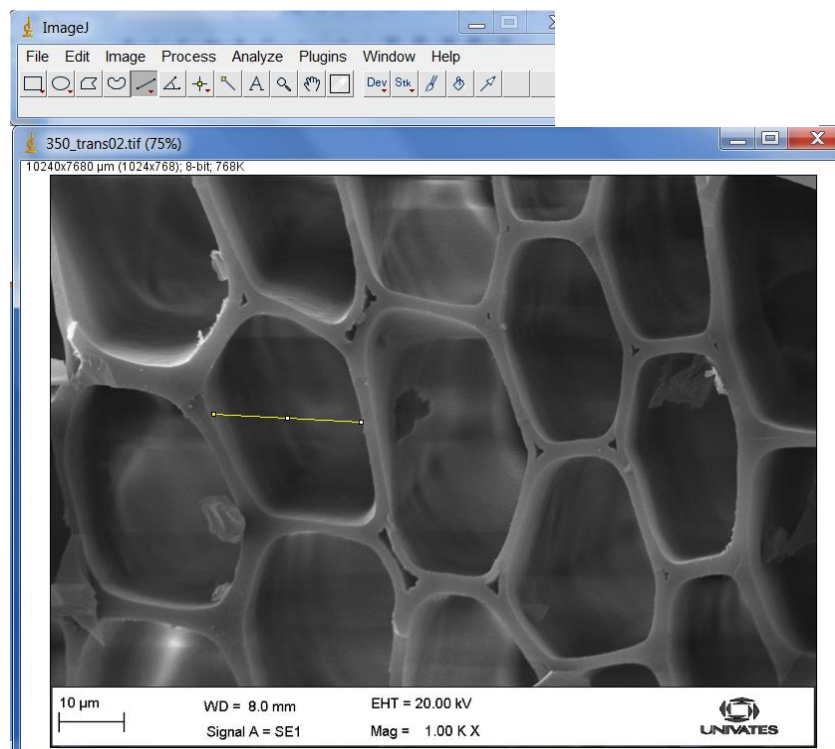 ImageJ
File Edit Image Process Analyze Plugins Window Help
A Dev Stk
350_trans02.tif (75%)
10240x7680 µm (1024x768); 8-bit; 768K
10 µm WD = 8.0 mm EHT = 20.00 kV
Signal A = SE1 Mag = 1.00 K X UNIVATES